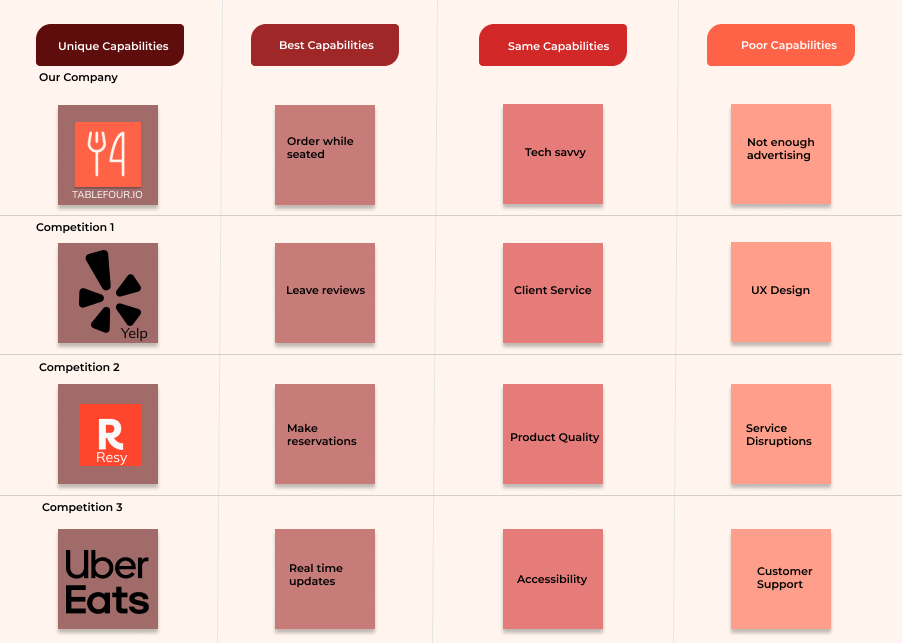 Unique Capabilities
Best Capabilities
Same Capabilities
Poor Capabilities
Our Company
TABLEFOUR.IO
Order while
seated
Tech savvy
Not enough
advertising
Competition 1
Yelp
Leave reviews
Client Service
UX Design
Competition 2
R
Resy
Make
reservations
Product Quality
Service
Disruptions
Competition 3
Uber
Eats
Real time
updates
Accessibility
Customer
Support